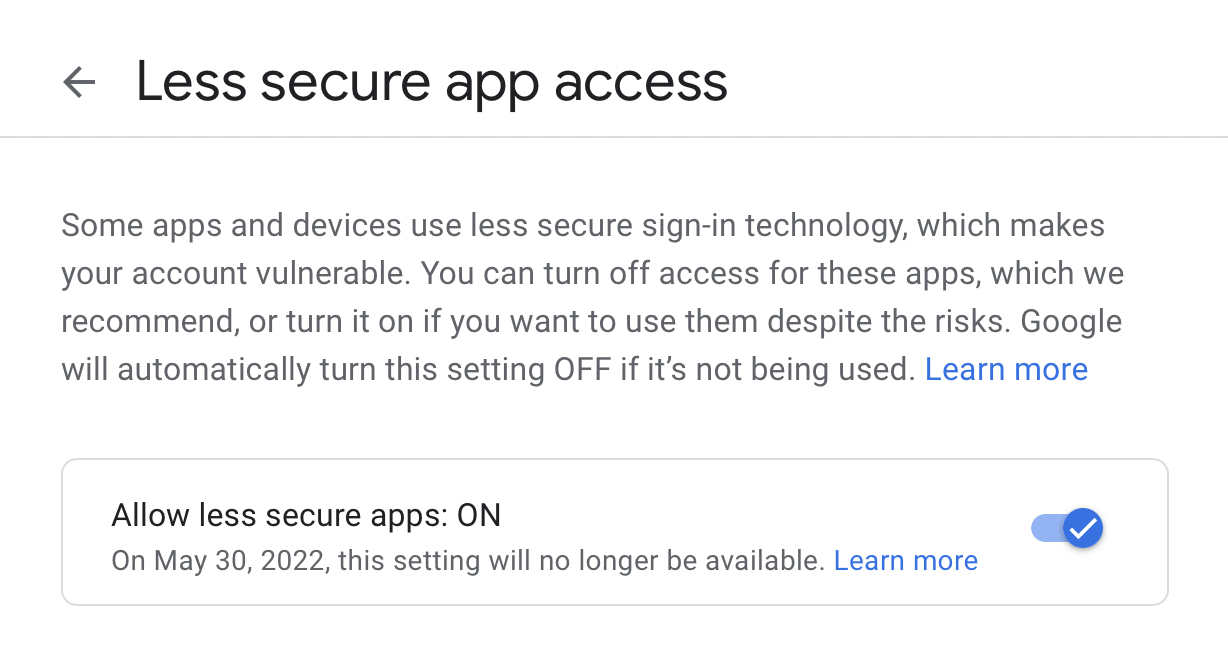 Less secure app access
Some apps and devices use less secure sign-in technology, which makes
your account vulnerable. You can turn off access for these apps, which we
recommend, or turn it on if you want to use them despite the risks. Google
will automatically turn this setting OFF if it’s not being used. Learn more
Allow less secure apps: ON
On May 30, 2022, this setting will no longer be available. Learn more